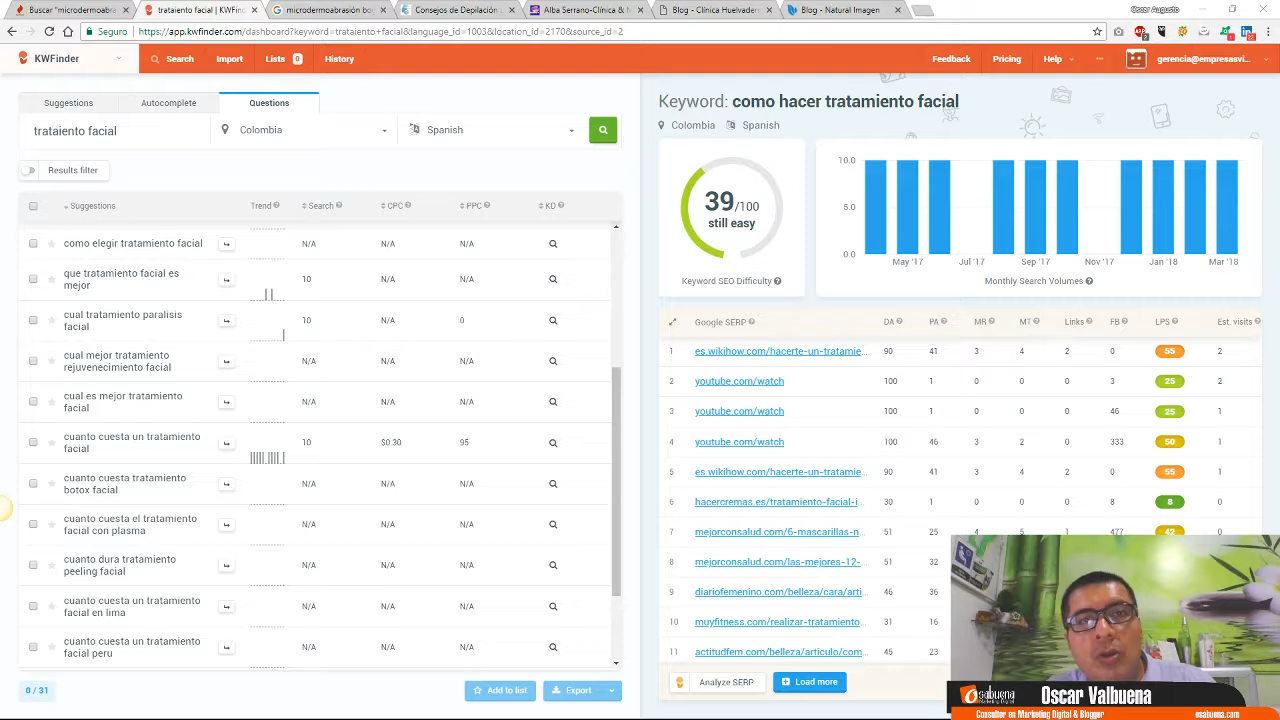 Buscar "microdermoabras
trataiento facial | KWFinde
microdermoabrasión bos
Consejos de Depilación
Alba Serrano-Clínica & M
Blog - Clínica Huelvaderm
Blog - Natural Imagen
Oscar Augusto
Seguro
https://app.kwfinder.com/dashboard?keyword=trataiento+facial&language_id=1003&location_id=2170&source_id=2
KWFinder
Search
Import
Lists 0
History
Feedback
Pricing
Help
gerencia@empresasvi...
Suggestions
Autocomplete
Questions
trataiento facial
Colombia
Spanish
Results filter
Suggestions Trend Search CPC PPC KD
como elegir tratamiento facial N/A N/A N/A
que tratamiento facial es
mejor 10 N/A N/A
cual tratamiento paralisis
facial 10 N/A 0
cual mejor tratamiento
rejuvenecimiento facial N/A N/A N/A
cual es mejor tratamiento
facial N/A N/A N/A
cuanto cuesta un tratamiento
facial 10 $0.30 95
cuanto cuesta tratamiento
botox facial N/A N/A N/A
cuanto cuesta el tratamiento
facial con plasma N/A N/A N/A
cuanto dura tratamiento
peeling facial N/A N/A N/A
cuanto cuesta un tratamiento
facial en lima N/A N/A N/A
cuanto cuesta un tratamiento
facial peru N/A N/A N/A
0 / 31
Add to list
Export
Keyword: como hacer tratamiento facial
Colombia
Spanish
39 /100
still easy
Keyword SEO Difficulty
10.0
5.0
0.0
May '17 Jul '17 Sep '17 Nov '17 Jan '18 Mar '18
Monthly Search Volumes
Google SERP DA PA MR MT Links FB LPS Est. visits
1 es.wikihow.com/hacerte-un-tratamie... 90 41 3 4 2 0 55 2
2 youtube.com/watch 100 1 0 0 0 3 25 2
3 youtube.com/watch 100 1 0 0 0 46 25 1
4 youtube.com/watch 100 46 3 2 0 333 50 1
5 es.wikihow.com/hacerte-un-tratamie... 90 41 3 4 2 0 55 1
6 hacercremas.es/tratamiento-facial-i... 30 1 0 0 0 8 8 0
7 mejorconsalud.com/6-mascarillas-n... 51 25 4 5 1 477 42 0
8 mejorconsalud.com/las-mejores-12-... 51 32
9 diariofemenino.com/belleza/cara/arti... 46 36
10 muyfitness.com/realizar-tratamiento... 31 16
11 actitudfem.com/belleza/articulo/com... 45 23
Analyze SERP
Load more
osabuena
Marketing Digital
Oscar Valbuena
Consultor en Marketing Digital & Blogger
osabuena.com